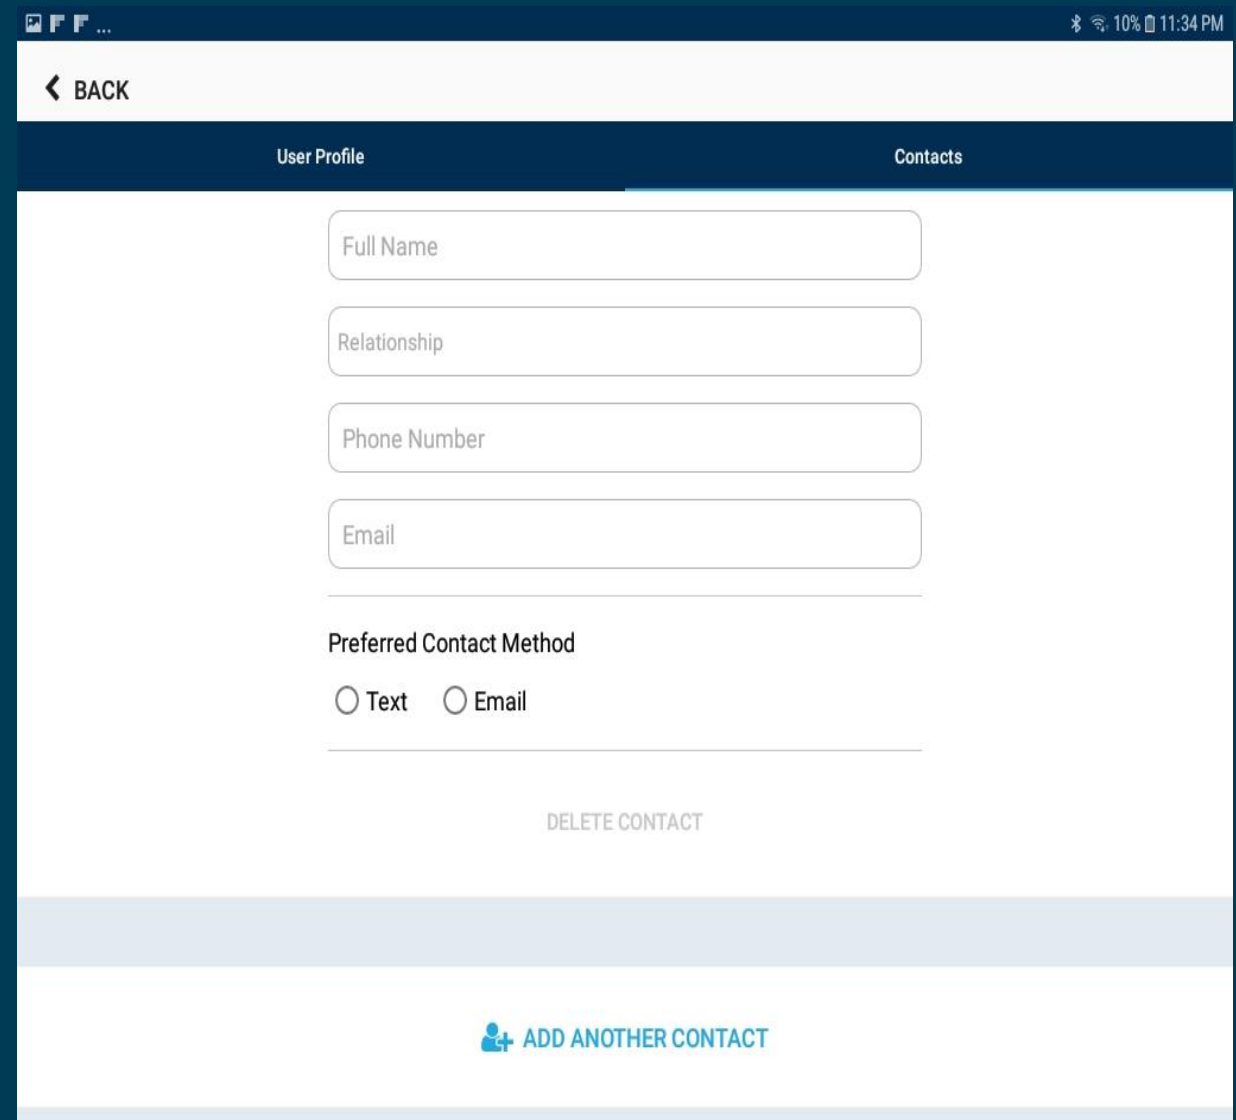 10% 11:34 PM
BACK
User Profile Contacts
Full Name
Relationship
Phone Number
Email
Preferred Contact Method
Text Email
DELETE CONTACT
ADD ANOTHER CONTACT